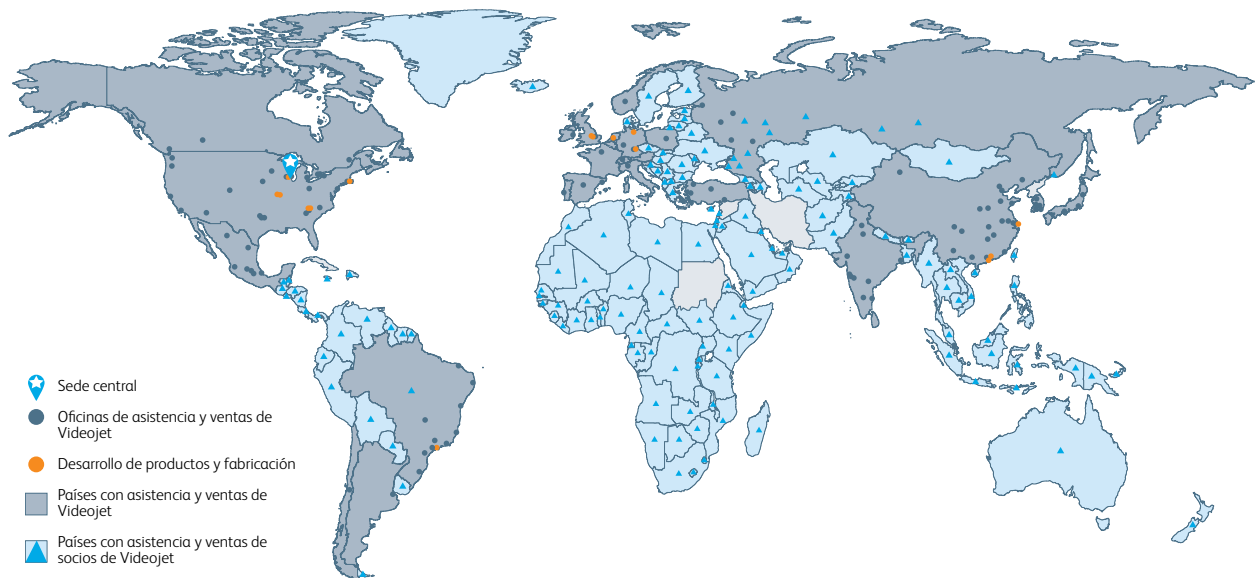 Sede central
Oficinas de asistencia y ventas de
Videojet
Desarrollo de productos y fabricación
Países con asistencia y ventas de
Videojet
Países con asistencia y ventas de
socios de Videojet